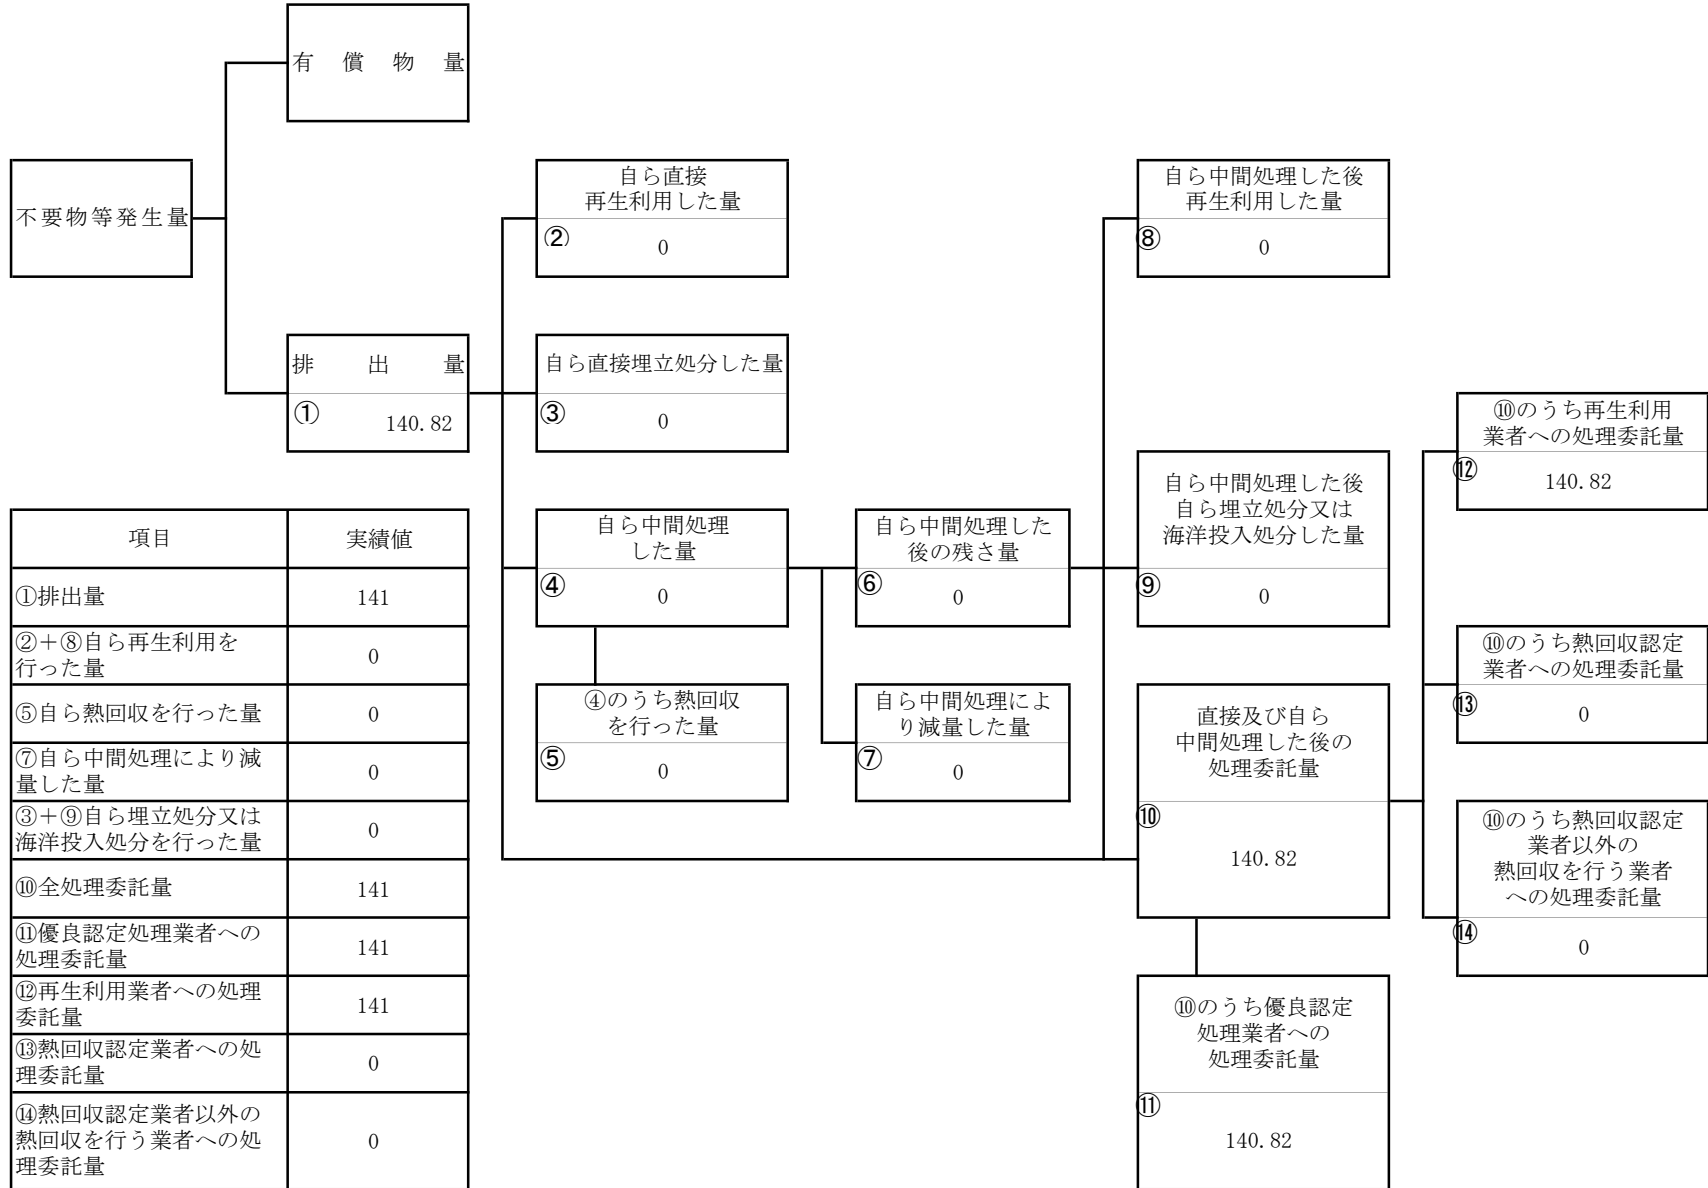 有償物量
不要物等発生量
排出量
①
140.82
自ら直接
再生利用した量
②
0
自ら直接埋立処分した量
③
0
自ら中間処理
した量
④
0
④のうち熱回収
を行った量
⑤
0
自ら中間処理した
後の残さ量
⑥
0
自ら中間処理によ
り減量した量
⑦
0
自ら中間処理した後
再生利用した量
⑧
0
自ら中間処理した後
自ら埋立処分又は
海洋投入処分した量
⑨
0
直接及び自ら
中間処理した後の
処理委託量
⑩
140.82
⑩のうち優良認定
処理業者への
処理委託量
⑪
140.82
⑩のうち再生利用
業者への処理委託量
⑫
140.82
⑩のうち熱回収認定
業者への処理委託量
⑬
0
⑩のうち熱回収認定
業者以外の
熱回収を行う業者
への処理委託量
⑭
0
項目 実績値
①排出量 141
②+⑧自ら再生利用を
行った量 0
⑤自ら熱回収を行った量 0
⑦自ら中間処理により減
量した量 0
③+⑨自ら埋立処分又は
海洋投入処分を行った量 0
⑩全処理委託量 141
⑪優良認定処理業者への
処理委託量 141
⑫再生利用業者への処理
委託量 141
⑬熱回収認定業者への処
理委託量 0
⑭熱回収認定業者以外の
熱回収を行う業者への処
理委託量 0